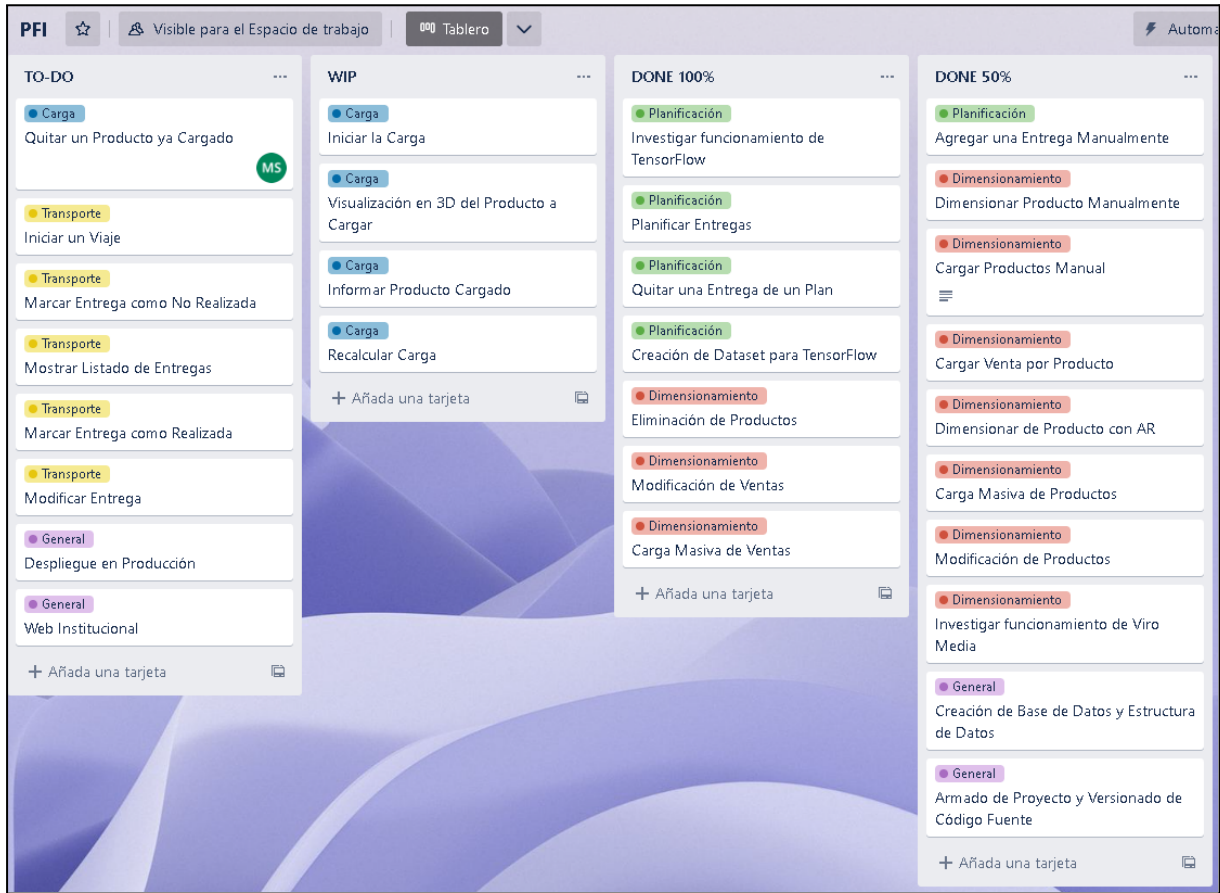 PFI
Visible para el Espacio de trabajo
Tablero
Automa
TO-DO
Carga
Quitar un Producto ya Cargado
MS
Transporte
Iniciar un Viaje
Transporte
Marcar Entrega como No Realizada
Transporte
Mostrar Listado de Entregas
Transporte
Marcar Entrega como Realizada
Transporte
Modificar Entrega
General
Despliegue en Producción
General
Web Institucional
+ Añada una tarjeta
WIP
Carga
Iniciar la Carga
Carga
Visualización en 3D del Producto a
Cargar
Carga
Informar Producto Cargado
Carga
Recalcular Carga
+ Añada una tarjeta
DONE 100%
Planificación
Investigar funcionamiento de
TensorFlow
Planificación
Planificar Entregas
Planificación
Quitar una Entrega de un Plan
Planificación
Creación de Dataset para TensorFlow
Dimensionamiento
Eliminación de Productos
Dimensionamiento
Modificación de Ventas
Dimensionamiento
Carga Masiva de Ventas
+ Añada una tarjeta
DONE 50%
Planificación
Agregar una Entrega Manualmente
Dimensionamiento
Dimensionar Producto Manualmente
Dimensionamiento
Cargar Productos Manual
Dimensionamiento
Cargar Venta por Producto
Dimensionamiento
Dimensionar de Producto con AR
Dimensionamiento
Carga Masiva de Productos
Dimensionamiento
Modificación de Productos
Dimensionamiento
Investigar funcionamiento de Viro
Media
General
Creación de Base de Datos y Estructura
de Datos
General
Armado de Proyecto y Versionado de
Código Fuente
+ Añada una tarjeta